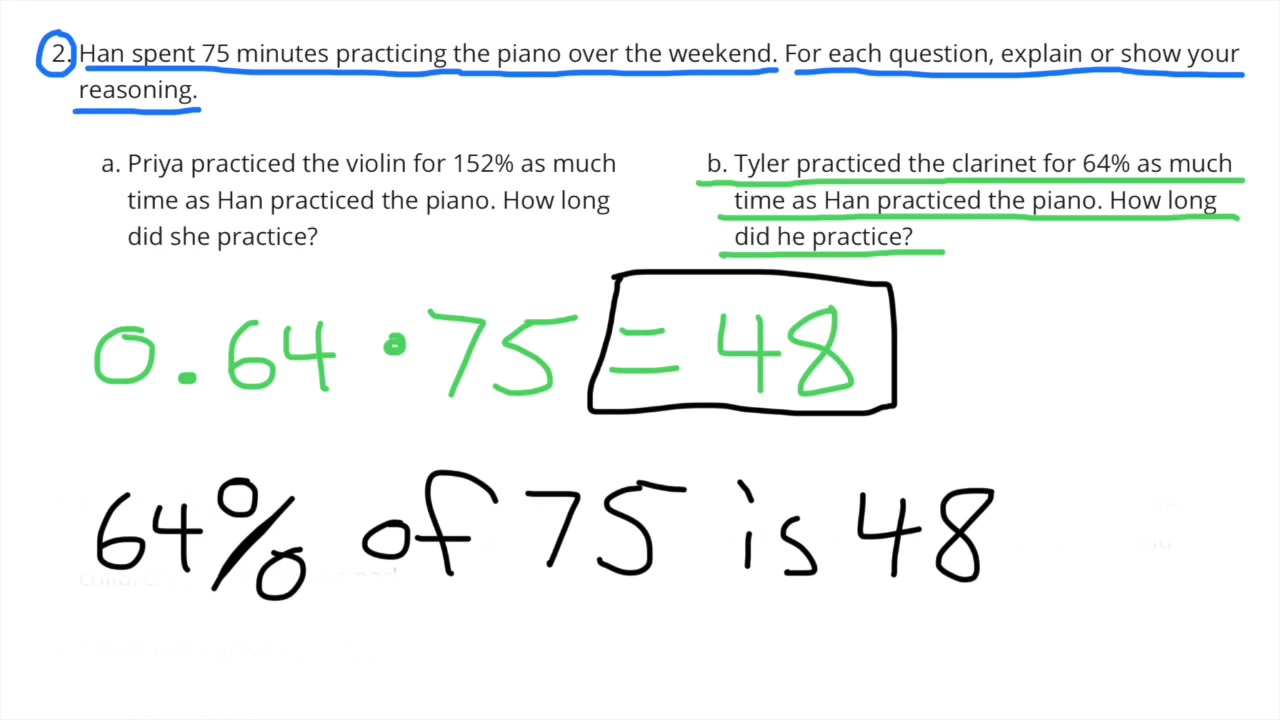 2. Han spent 75 minutes practicing the piano over the weekend. For each question, explain or show your
reasoning.
a. Priya practiced the violin for 152% as much
time as Han practiced the piano. How long
did she practice?
b. Tyler practiced the clarinet for 64% as much
time as Han practiced the piano. How long
did he practice?
0.64 • 75 = 48
64% of 75 is 48